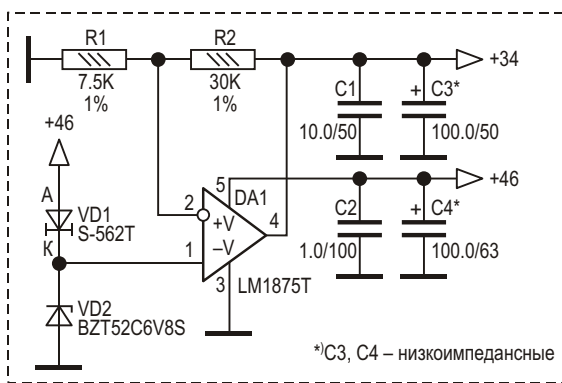 R1
R2
7.5K
1%
30K
1%
+34
C1
10.0/50
+ C3*
100.0/50
+46
А
VD1
S-562T
К
2
5
DA1
+V
–V
4
1
3
LM1875T
+46
C2
1.0/100
+ C4*
100.0/63
VD2
BZT52C6V8S
*)C3, C4 – низкоимпедансные